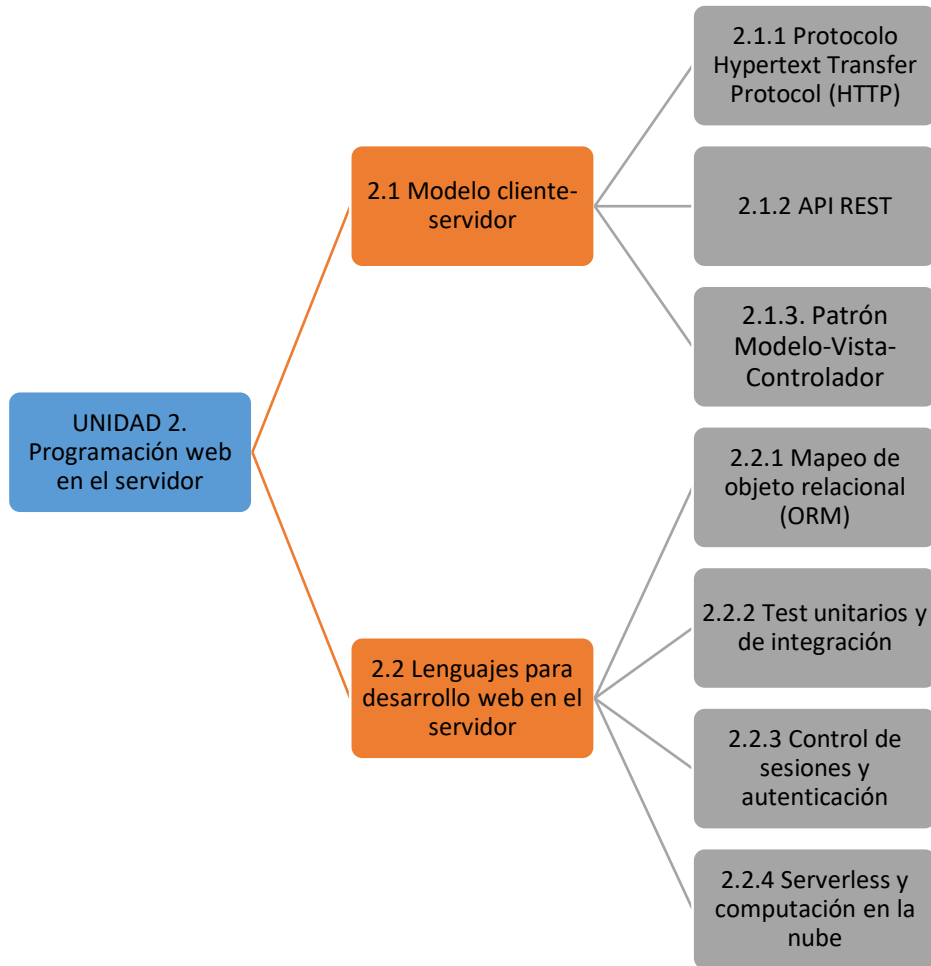 UNIDAD 2.
Programación web
en el servidor
2.1 Modelo cliente-
servidor
2.1.1 Protocolo
Hypertext Transfer
Protocol (HTTP)
2.1.2 API REST
2.1.3. Patrón
Modelo-Vista-
Controlador
2.2 Lenguajes para
desarrollo web en el
servidor
2.2.1 Mapeo de
objeto relacional
(ORM)
2.2.2 Test unitarios y
de integración
2.2.3 Control de
sesiones y
autenticación
2.2.4 Serverless y
computación en la
nube